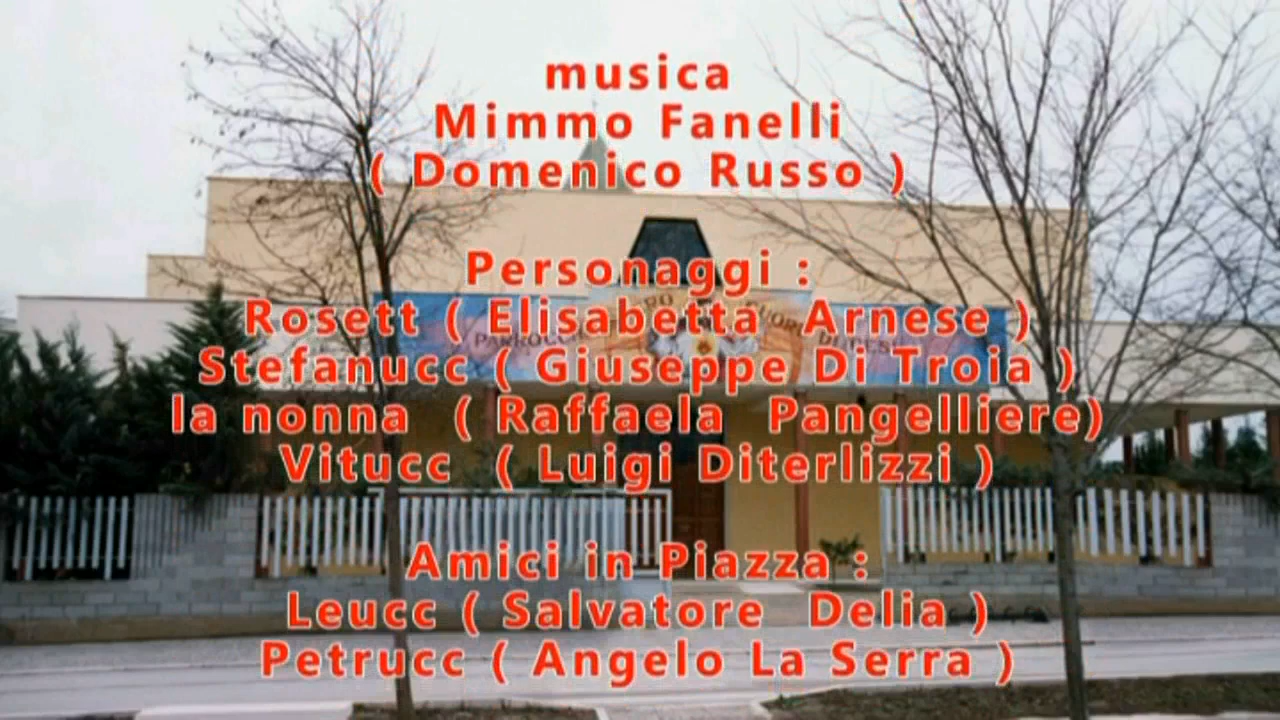 musica
Mimmo Fanelli
( Domenico Russo )
Personaggi :
Rosett ( Elisabetta Arnese )
Stefanucc ( Giuseppe Di Troia )
la nonna ( Raffaela Pangelliere)
Vitucc ( Luigi Diterlizzi )
Amici in Piazza :
Leucc ( Salvatore Delia )
Petrucc ( Angelo La Serra )